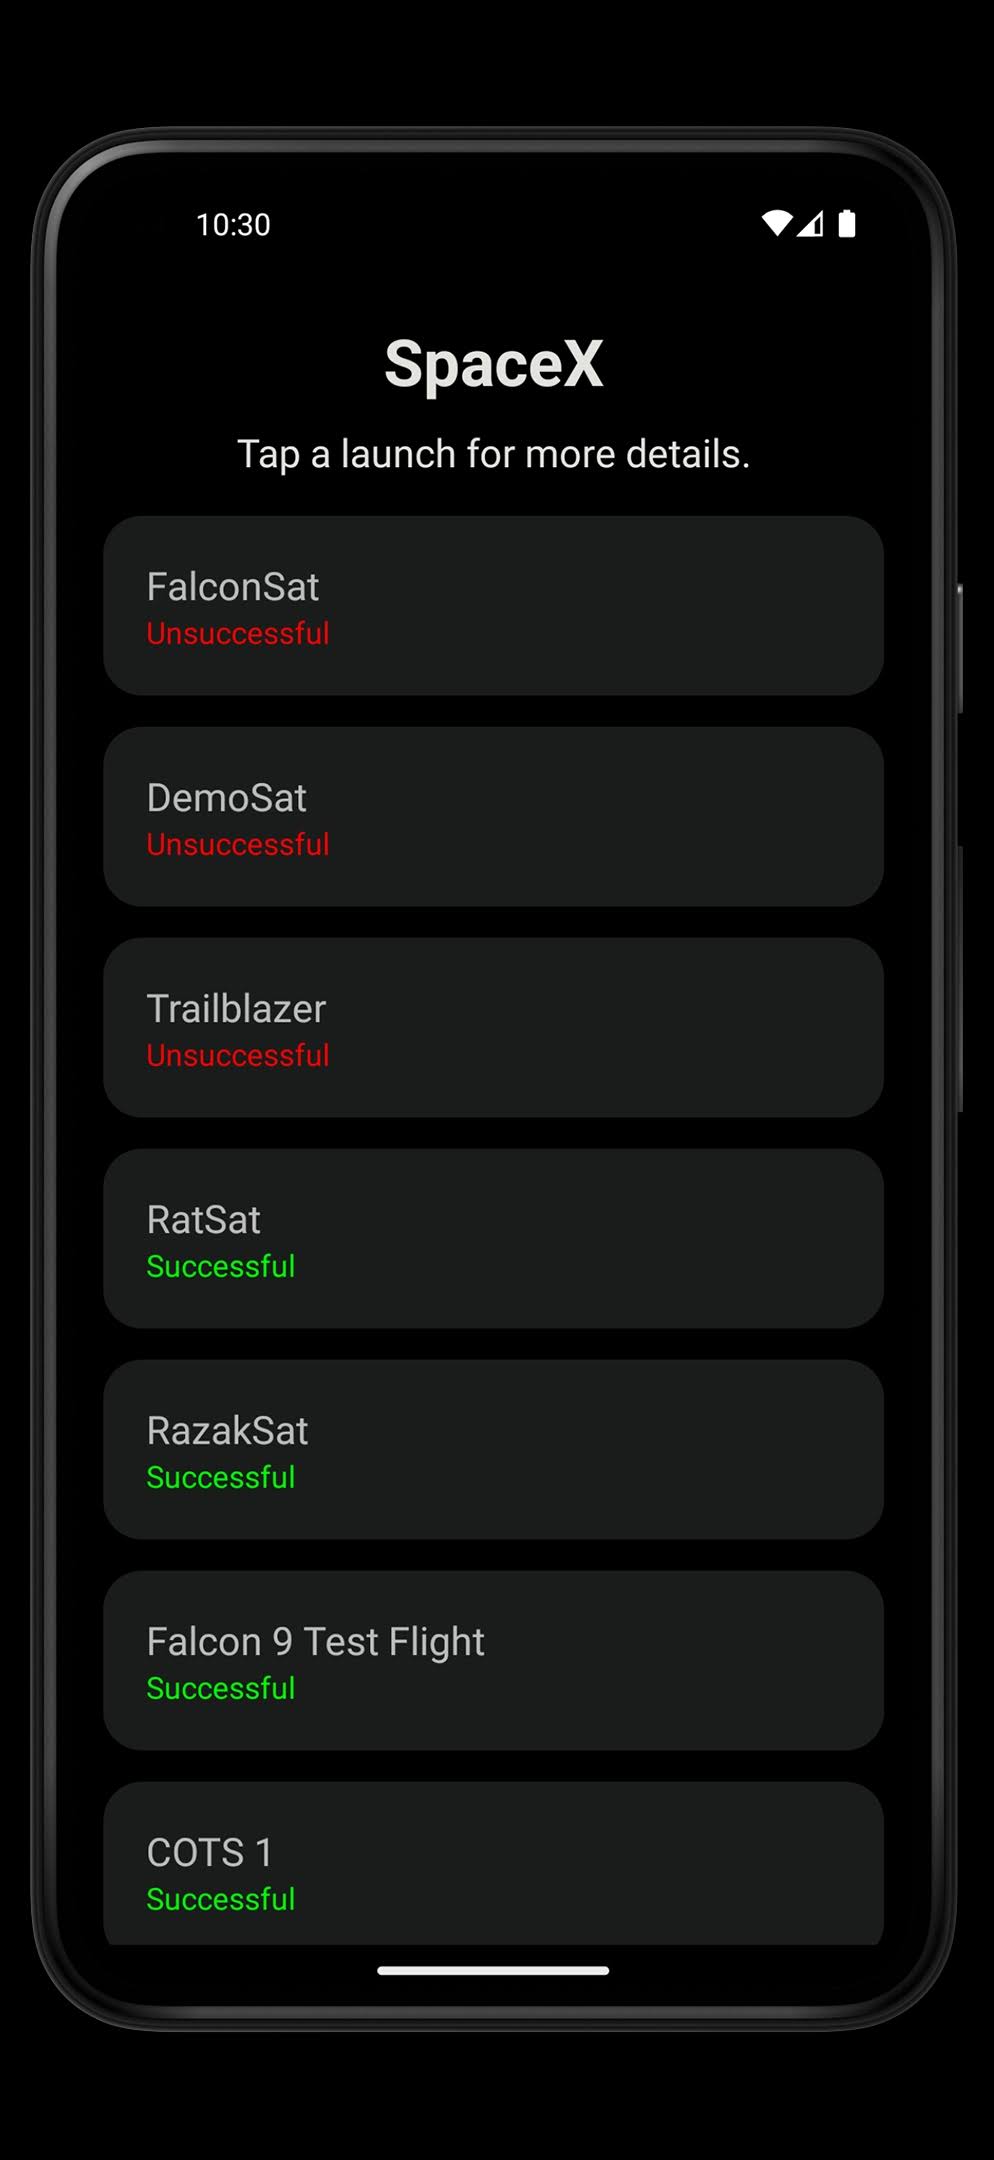 10:30
SpaceX
Tap a launch for more details.
FalconSat
Unsuccessful
DemoSat
Unsuccessful
Trailblazer
Unsuccessful
RatSat
Successful
RazakSat
Successful
Falcon 9 Test Flight
Successful
COTS 1
Successful